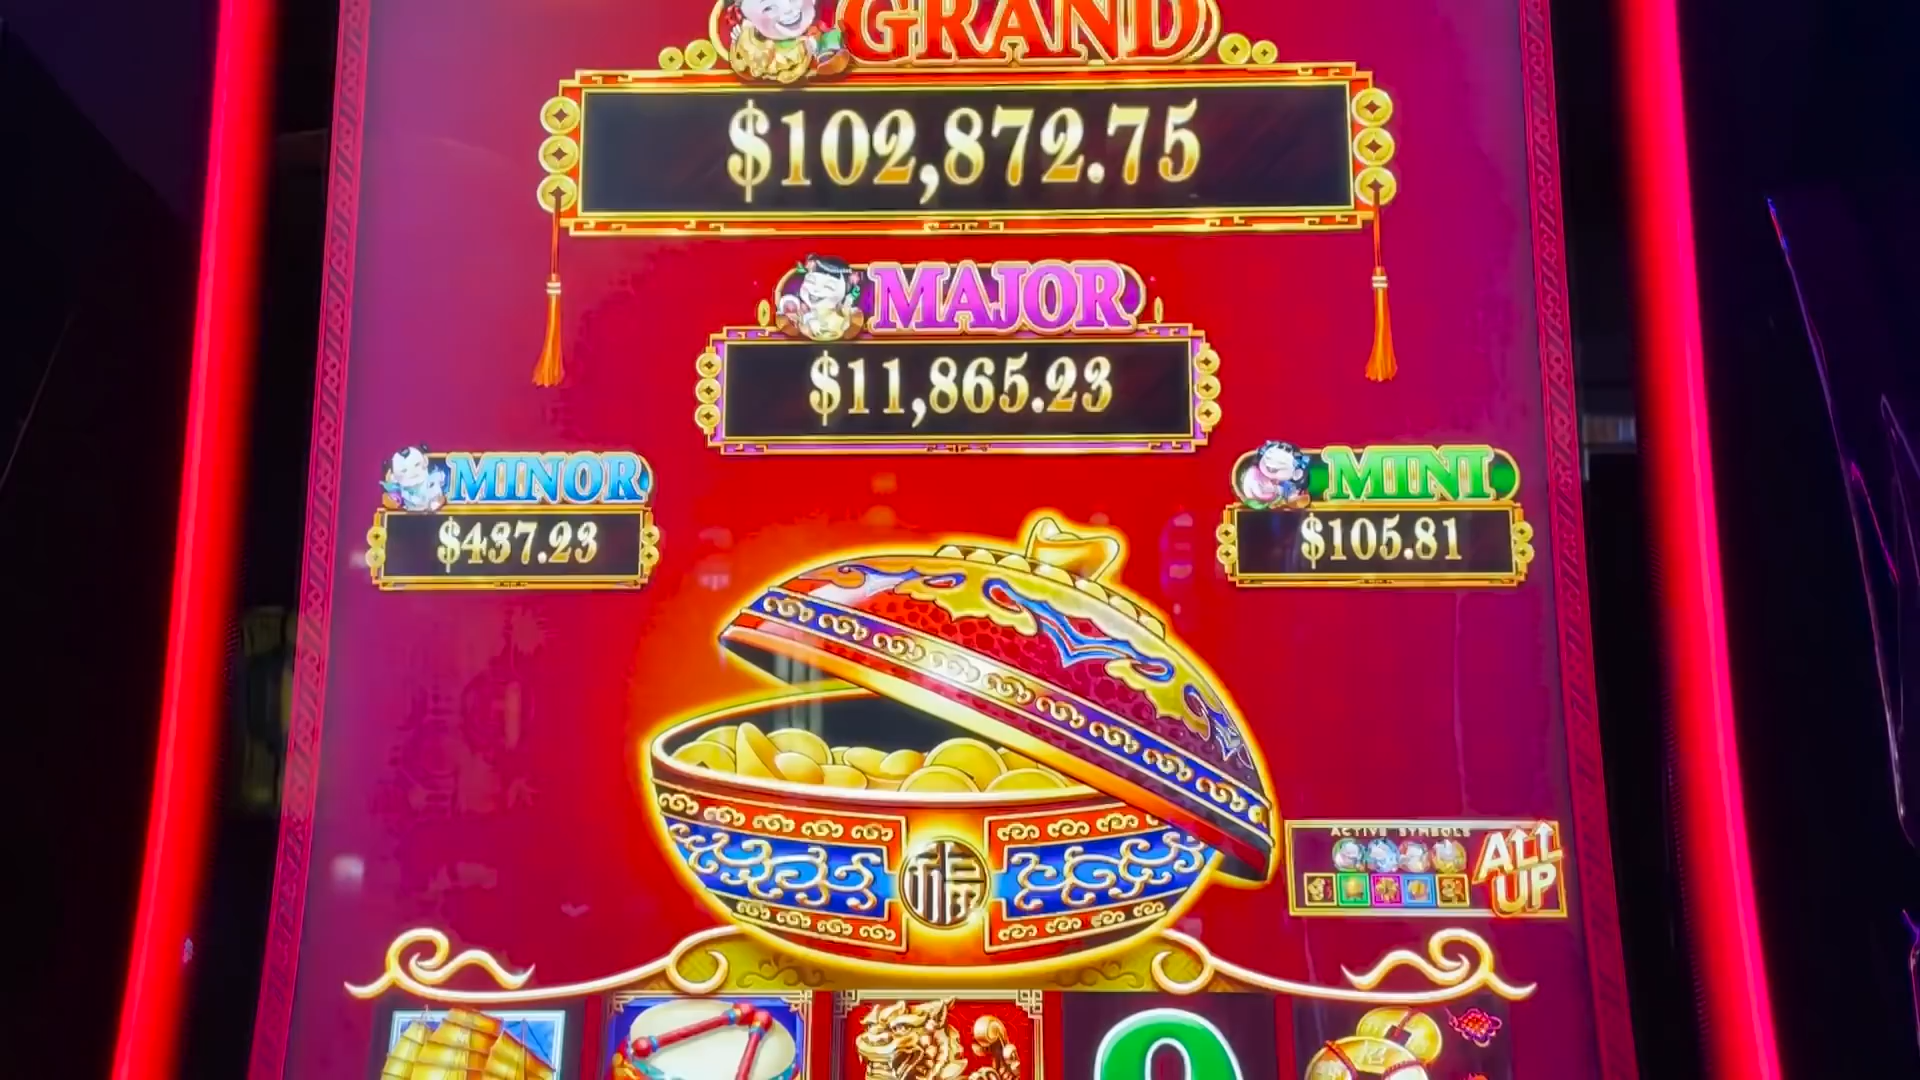 GRAND
$102,872.75
MAJOR
$11,865.23
MINOR
$437.23
MINI
$105.81
福
ACTIVE SYMBOLS
ALL
UP